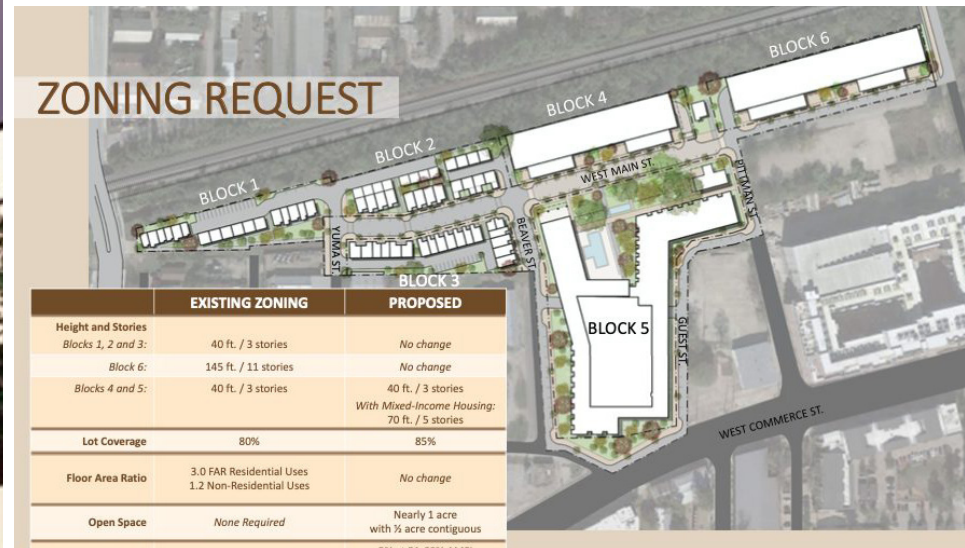 ZONING REQUEST
BLOCK 1
BLOCK 2
BLOCK 4
BLOCK 6
WEST MAIN ST.
PITTMAN ST.
YUMA ST.
BEAVER ST.
BLOCK 3
BLOCK 5
GUEST ST.
WEST COMMERCE ST.
EXISTING ZONING PROPOSED
Height and Stories
Blocks 1, 2 and 3: 40 ft. / 3 stories No change
Block 6: 145 ft. / 11 stories No change
Blocks 4 and 5: 40 ft. / 3 stories 40 ft. / 3 stories
With Mixed-Income Housing:
70 ft. / 5 stories
Lot Coverage 80% 85%
Floor Area Ratio 3.0 FAR Residential Uses No change
1.2 Non-Residential Uses
Open Space None Required Nearly 1 acre
with ½ acre contiguous